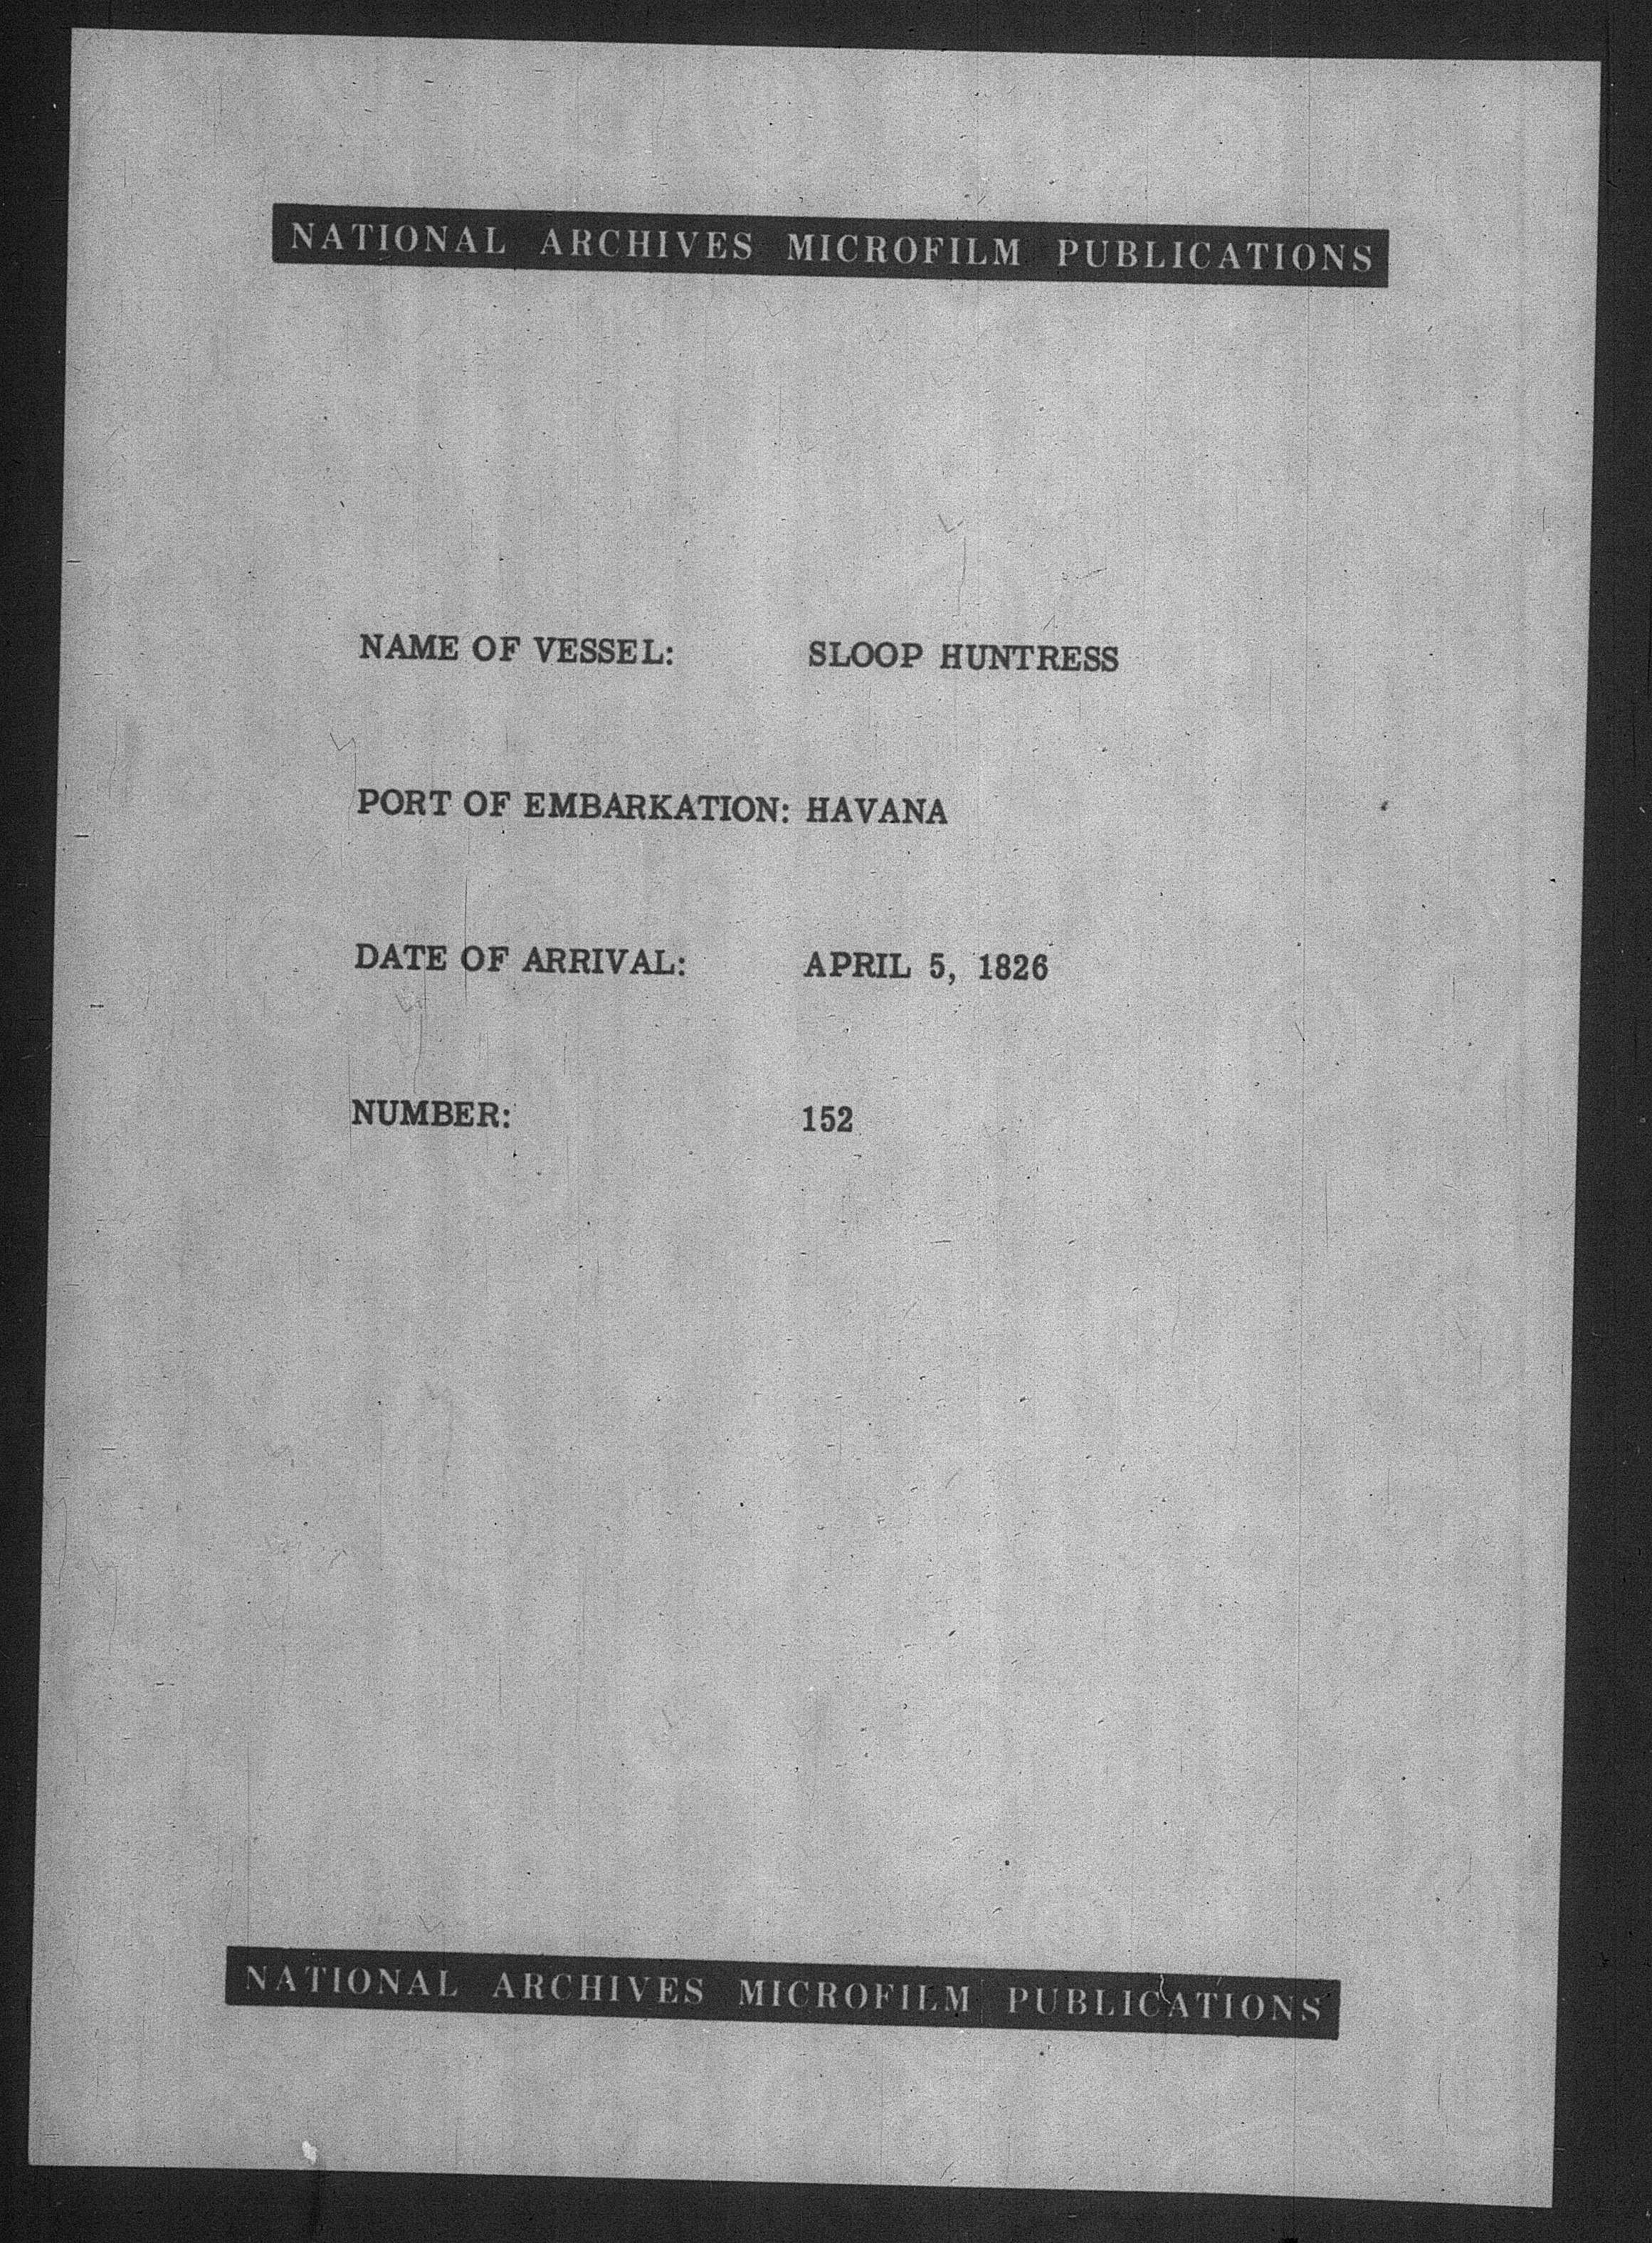 NATIONAL ARCHIVES MICROFILM PUBLICATIONS
NAME OF VESSEL: SLOOP HUNTRESS
PORT OF EMBARKATION: HAVANA
DATE OF ARRIVAL: APRIL 5, 1826
NUMBER: 152
NATIONAL ARCHIVES MICROFILM PUBLICATIONS